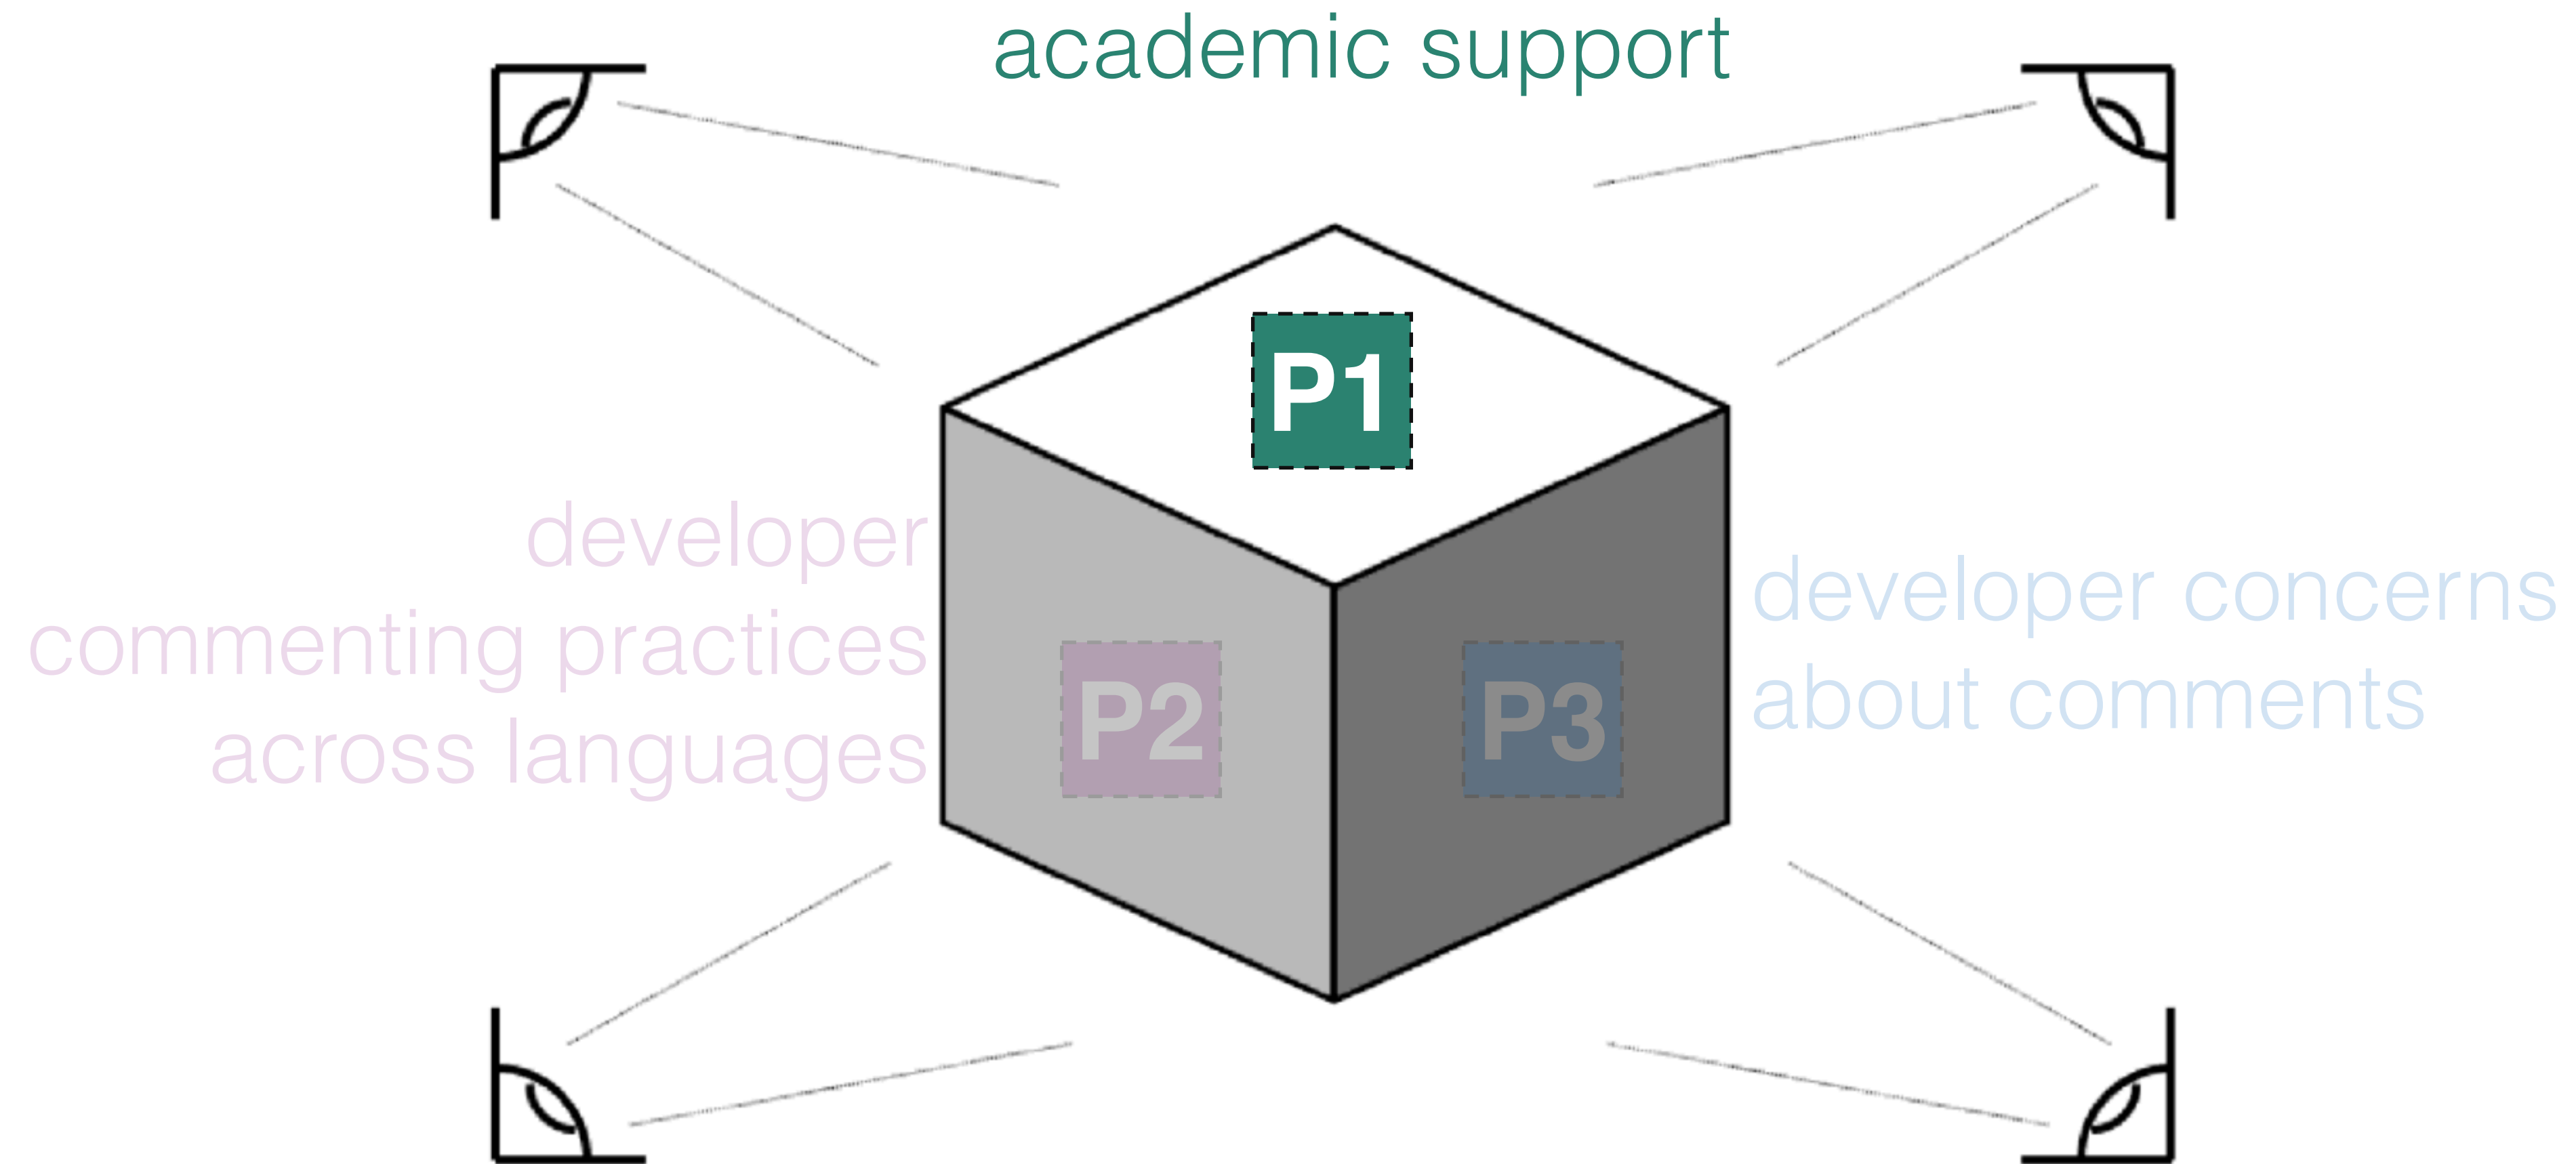 academic support
P1
developer
commenting practices
across languages
P2
P3
developer concerns
about comments